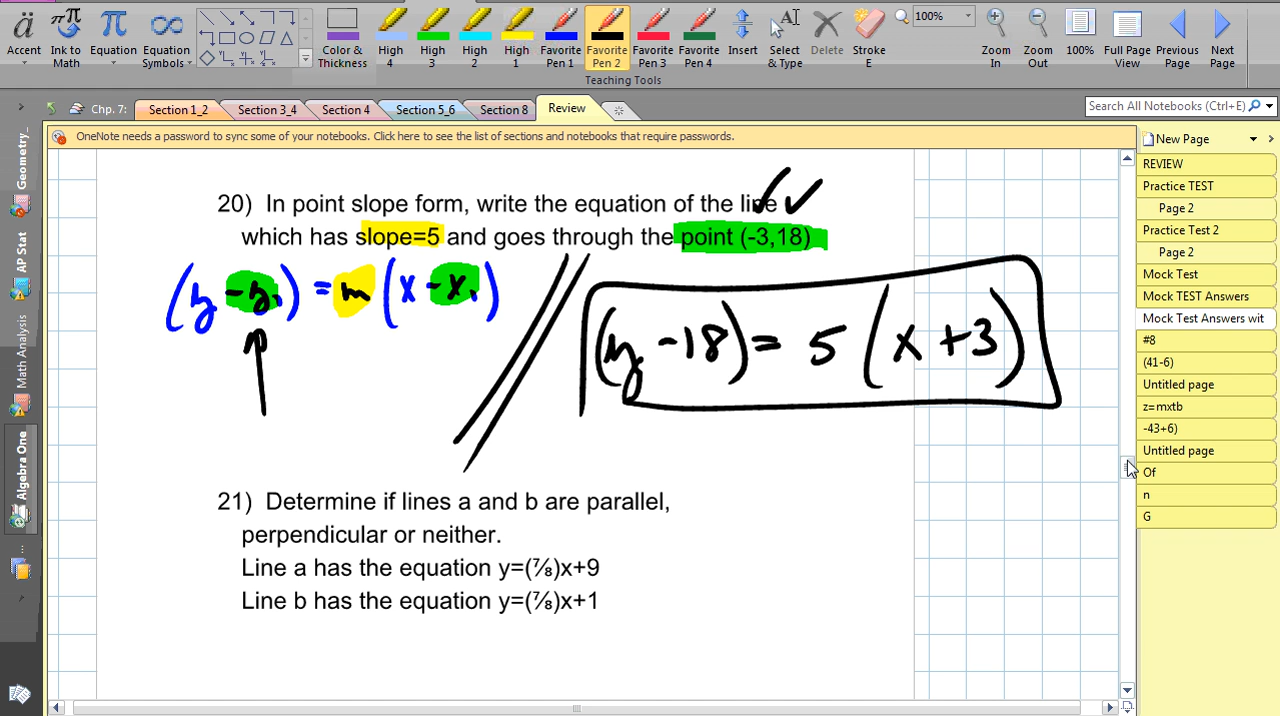 ä
Accent
Ink to Math
Equation
Equation Symbols
Color & Thickness
High 4
High 3
High 2
High 1
Favorite Pen 1
Favorite Pen 2
Favorite Pen 3
Favorite Pen 4
Insert
Select & Type
Delete
Stroke
100%
Zoom In
Zoom Out
100%
Full Page View
Previous Page
Next Page
Teaching Tools
Chp. 7:
Section 1_2
Section 3_4
Section 4
Section 5_6
Section 8
Review
Search All Notebooks (Ctrl+E)
OneNote needs a password to sync some of your notebooks. Click here to see the list of sections and notebooks that require passwords.
Geometry...
AP Stat
Math Analysis
Algebra One
20) In point slope form, write the equation of the line
which has slope=5 and goes through the point (-3,18)
(y - y₁) = m (x - x₁)
(y - 18) = 5 (x + 3)
21) Determine if lines a and b are parallel,
perpendicular or neither.
Line a has the equation y=(⅞)x+9
Line b has the equation y=(⅞)x+1
New Page
REVIEW
Practice TEST
Page 2
Practice Test 2
Page 2
Mock Test
Mock TEST Answers
Mock Test Answers wit
#8
(41-6)
Untitled page
z=mxtb
-43+6)
Untitled page
Of
n
G